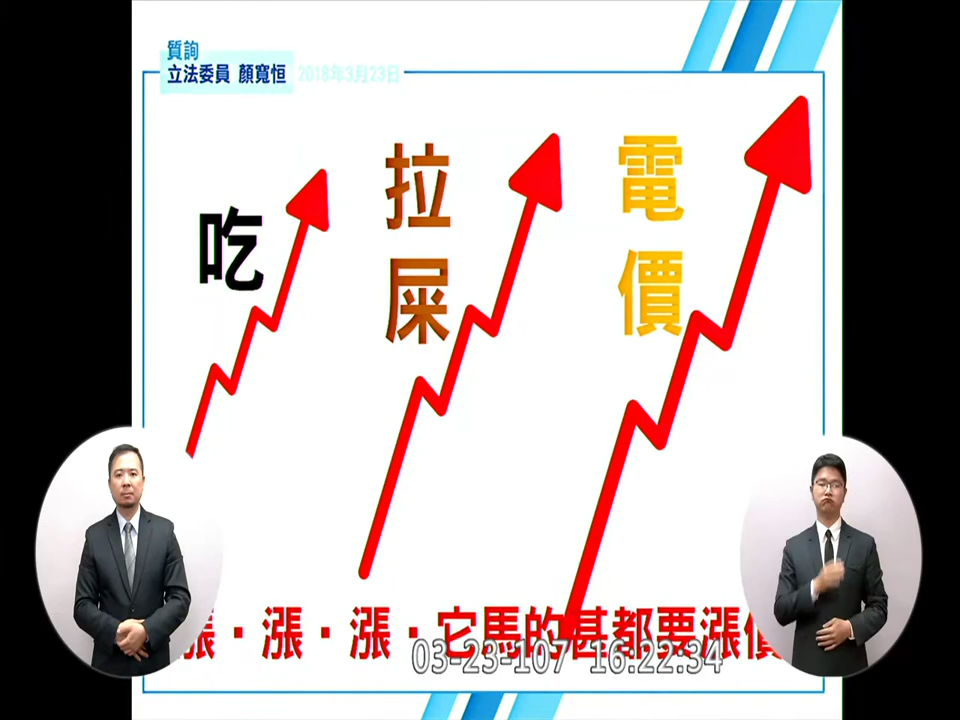 質詢
立法委員 顏寬恒 2018年3月23日
吃
拉屎
電價
漲·漲·漲·它馬的甚都要漲價
03-23-107 16:22:34